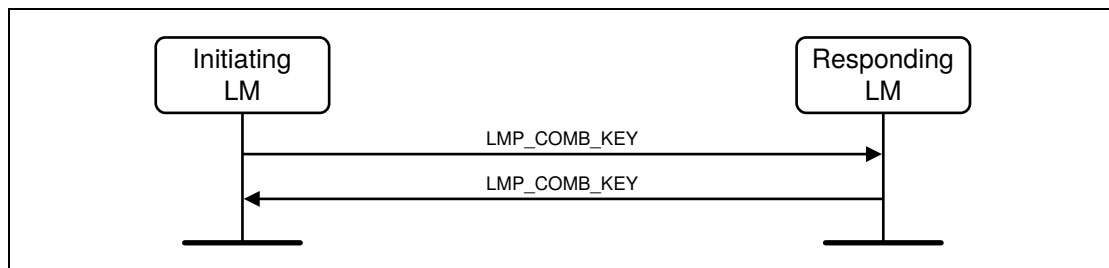 Initiating
LM
Responding
LM
LMP_COMB_KEY
LMP_COMB_KEY